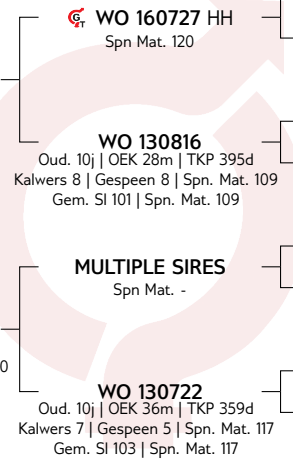 GT WO 160727 HH
Spn Mat. 120
WO 130816
Oud. 10j | OEK 28m | TKP 395d
Kalwers 8 | Gespeen 8 | Spn. Mat. 109
Gem. SI 101 | Spn. Mat. 109
MULTIPLE SIRES
Spn Mat. -
0
WO 130722
Oud. 10j | OEK 36m | TKP 359d
Kalwers 7 | Gespeen 5 | Spn. Mat. 117
Gem. SI 103 | Spn. Mat. 117